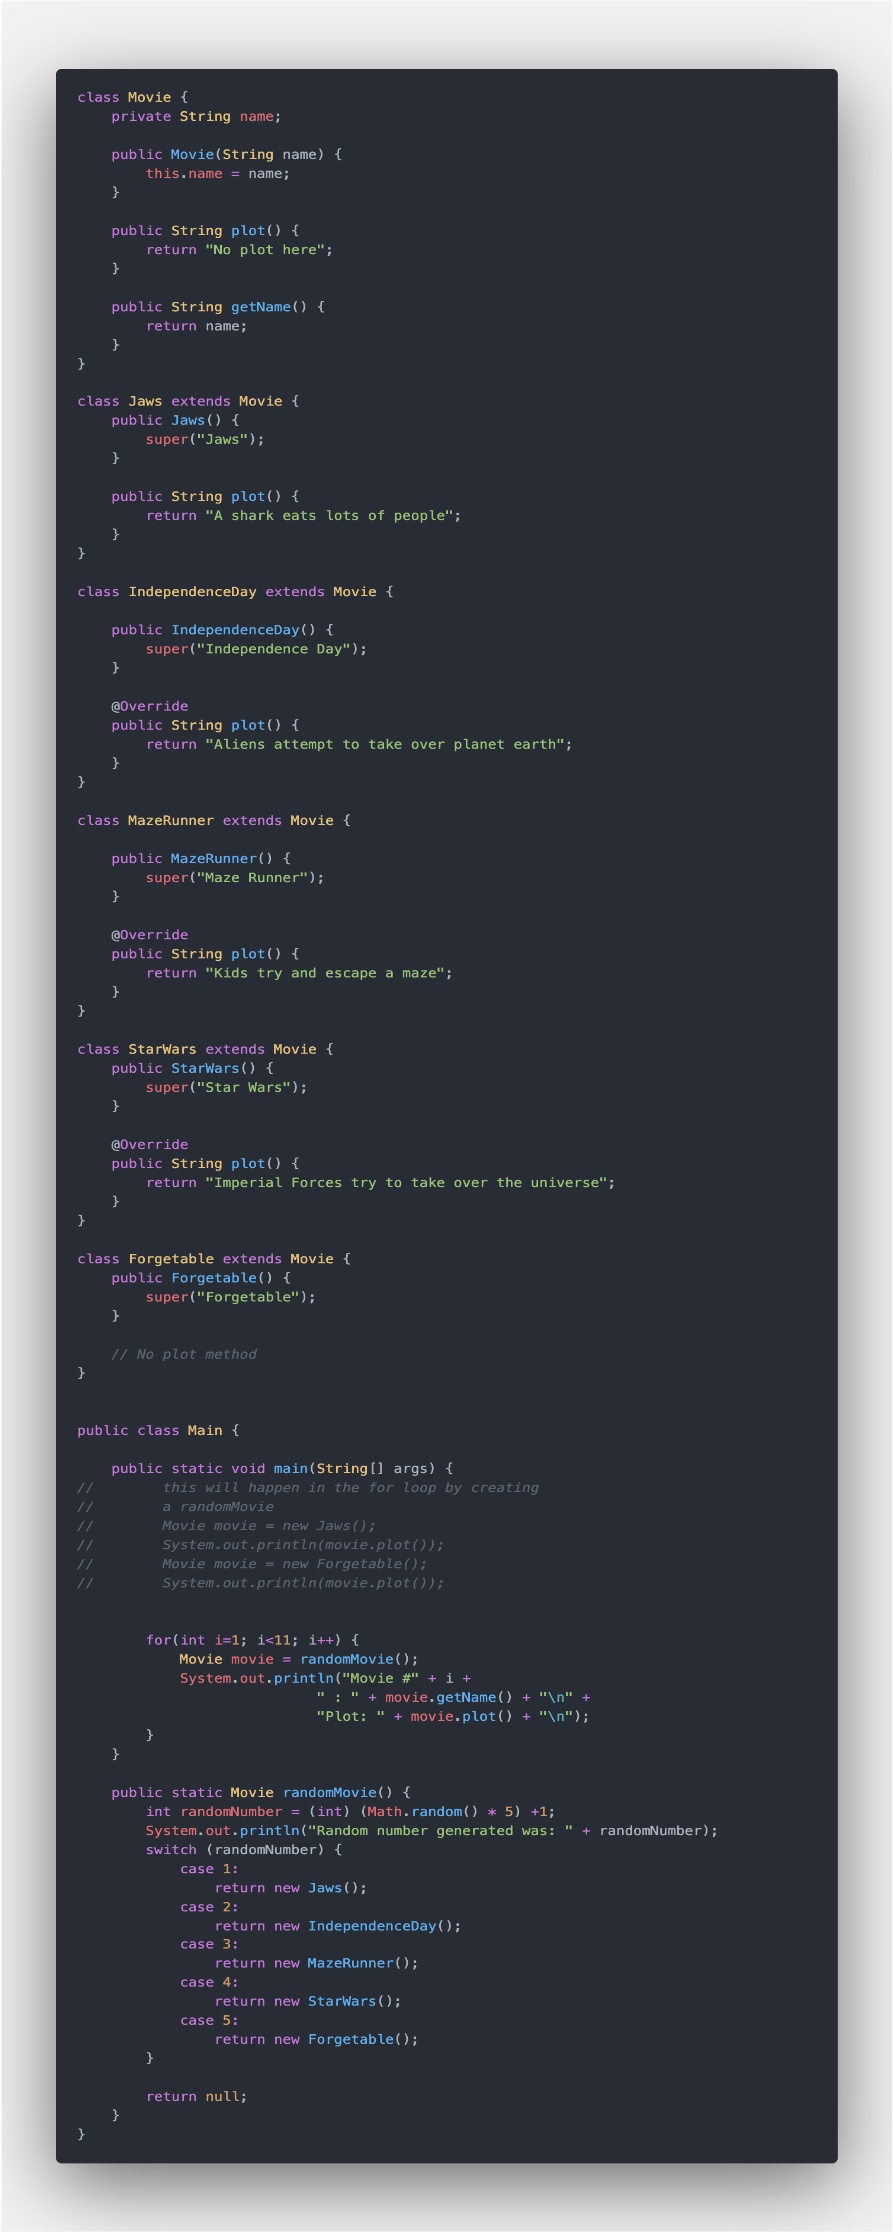 class Movie {
    private String name;

    public Movie(String name) {
        this.name = name;
    }

    public String plot() {
        return "No plot here";
    }

    public String getName() {
        return name;
    }
}

class Jaws extends Movie {
    public Jaws() {
        super("Jaws");
    }

    public String plot() {
        return "A shark eats lots of people";
    }
}

class IndependenceDay extends Movie {

    public IndependenceDay() {
        super("Independence Day");
    }

    @Override
    public String plot() {
        return "Aliens attempt to take over planet earth";
    }
}

class MazeRunner extends Movie {

    public MazeRunner() {
        super("Maze Runner");
    }

    @Override
    public String plot() {
        return "Kids try and escape a maze";
    }
}

class StarWars extends Movie {
    public StarWars() {
        super("Star Wars");
    }

    @Override
    public String plot() {
        return "Imperial Forces try to take over the universe";
    }
}

class Forgetable extends Movie {
    public Forgetable() {
        super("Forgetable");
    }

    // No plot method
}


public class Main {

    public static void main(String[] args) {
//        this will happen in the for loop by creating
//        a randomMovie
//        Movie movie = new Jaws();
//        System.out.println(movie.plot());
//        Movie movie = new Forgetable();
//        System.out.println(movie.plot());


        for(int i=1; i<11; i++) {
            Movie movie = randomMovie();
            System.out.println("Movie #" + i +
                            " : " + movie.getName() + "\n" +
                            "Plot: " + movie.plot() + "\n");
        }
    }

    public static Movie randomMovie() {
        int randomNumber = (int) (Math.random() * 5) +1;
        System.out.println("Random number generated was: " + randomNumber);
        switch (randomNumber) {
            case 1:
                return new Jaws();
            case 2:
                return new IndependenceDay();
            case 3:
                return new MazeRunner();
            case 4:
                return new StarWars();
            case 5:
                return new Forgetable();
        }

        return null;
    }
}